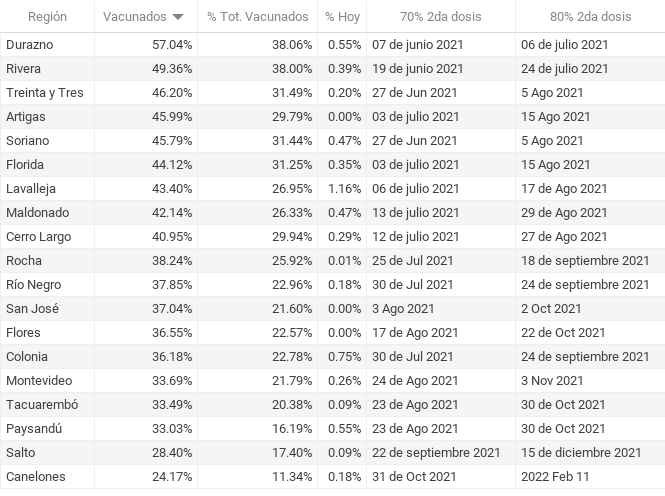 Región Vacunados % Tot. Vacunados % Hoy 70% 2da dosis 80% 2da dosis
Durazno 57.04% 38.06% 0.55% 07 de junio 2021 06 de julio 2021
Rivera 49.36% 38.00% 0.39% 19 de junio 2021 24 de julio 2021
Treinta y Tres 46.20% 31.49% 0.20% 27 de Jun 2021 5 Ago 2021
Artigas 45.99% 29.79% 0.00% 03 de julio 2021 15 Ago 2021
Soriano 45.79% 31.44% 0.47% 27 de Jun 2021 5 Ago 2021
Florida 44.12% 31.25% 0.35% 03 de julio 2021 15 Ago 2021
Lavalleja 43.40% 26.95% 1.16% 06 de julio 2021 17 de Ago 2021
Maldonado 42.14% 26.33% 0.47% 13 de julio 2021 29 de Ago 2021
Cerro Largo 40.95% 29.94% 0.29% 12 de julio 2021 27 de Ago 2021
Rocha 38.24% 25.92% 0.01% 25 de Jul 2021 18 de septiembre 2021
Río Negro 37.85% 22.96% 0.18% 30 de Jul 2021 24 de septiembre 2021
San José 37.04% 21.60% 0.00% 3 Ago 2021 2 Oct 2021
Flores 36.55% 22.57% 0.00% 17 de Ago 2021 22 de Oct 2021
Colonia 36.18% 22.78% 0.75% 30 de Jul 2021 24 de septiembre 2021
Montevideo 33.69% 21.79% 0.26% 24 de Ago 2021 3 Nov 2021
Tacuarembó 33.49% 20.38% 0.09% 23 de Ago 2021 30 de Oct 2021
Paysandú 33.03% 16.19% 0.55% 23 de Ago 2021 30 de Oct 2021
Salto 28.40% 17.40% 0.09% 22 de septiembre 2021 15 de diciembre 2021
Canelones 24.17% 11.34% 0.18% 31 de Oct 2021 2022 Feb 11